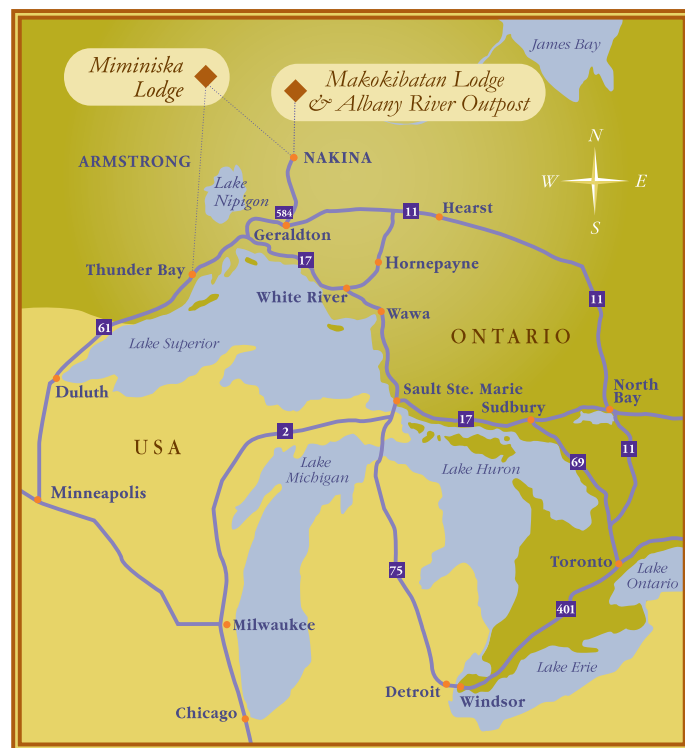 James Bay
Miminiska
Lodge
Makokibatan Lodge
& Albany River Outpost
N
W
E
S
ARMSTRONG
NAKINA
Lake
Nipigon
584
11
Hearst
Geraldton
17
Hornepayne
Thunder Bay
White River
11
Wawa
61
ONTARIO
Lake Superior
Duluth
Sault Ste. Marie
North
Bay
Sudbury
17
2
USA
11
Lake
Michigan
Lake Huron
69
Minneapolis
Toronto
75
Lake
Ontario
401
Milwaukee
Lake Erie
Detroit
Windsor
Chicago